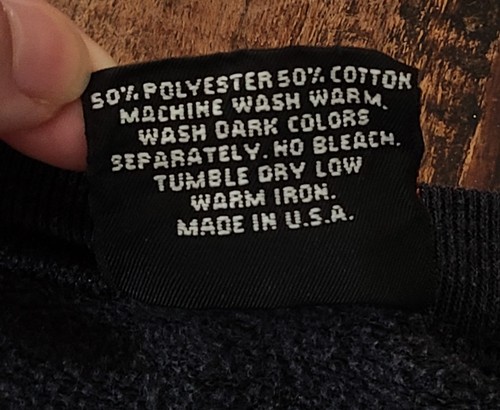 50% POLYESTER 50% COTTON
MACHINE WASH WARM.
WASH DARK COLORS
SEPARATELY. NO BLEACH.
TUMBLE DRY LOW
WARM IRON.
MADE IN U.S.A.